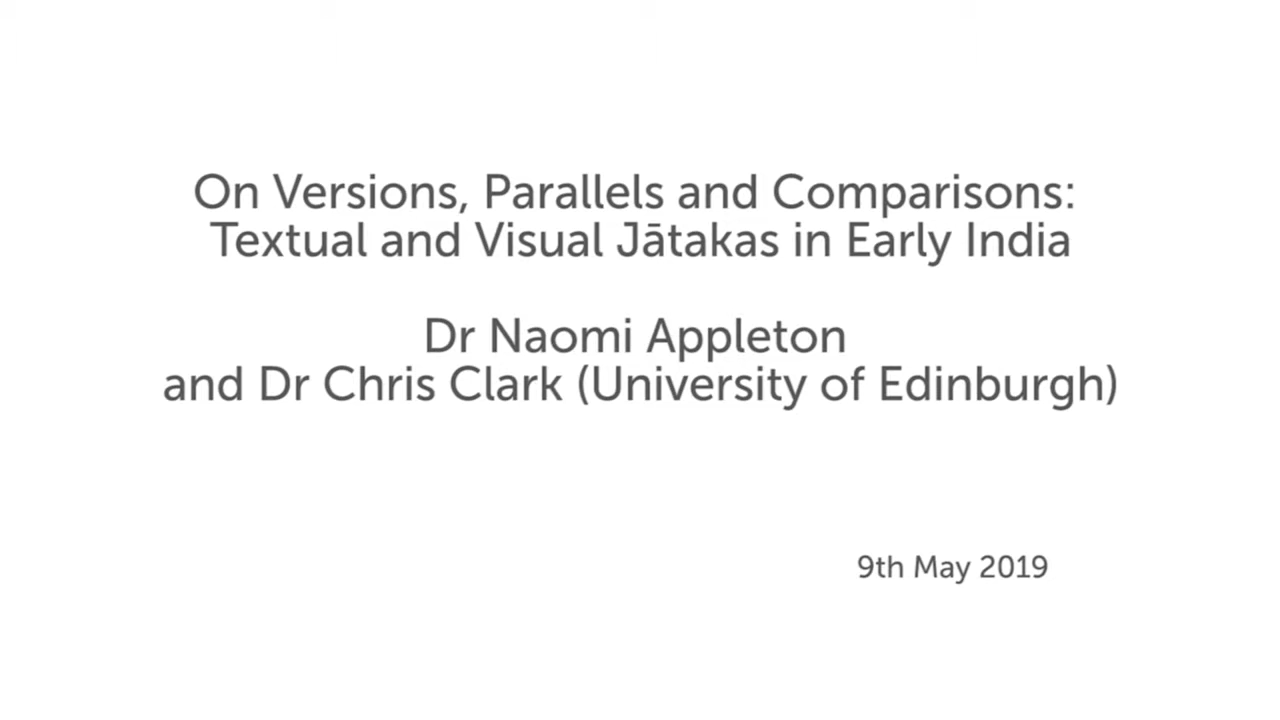 On Versions, Parallels and Comparisons:
Textual and Visual Jātakas in Early India
Dr Naomi Appleton
and Dr Chris Clark (University of Edinburgh)
9th May 2019